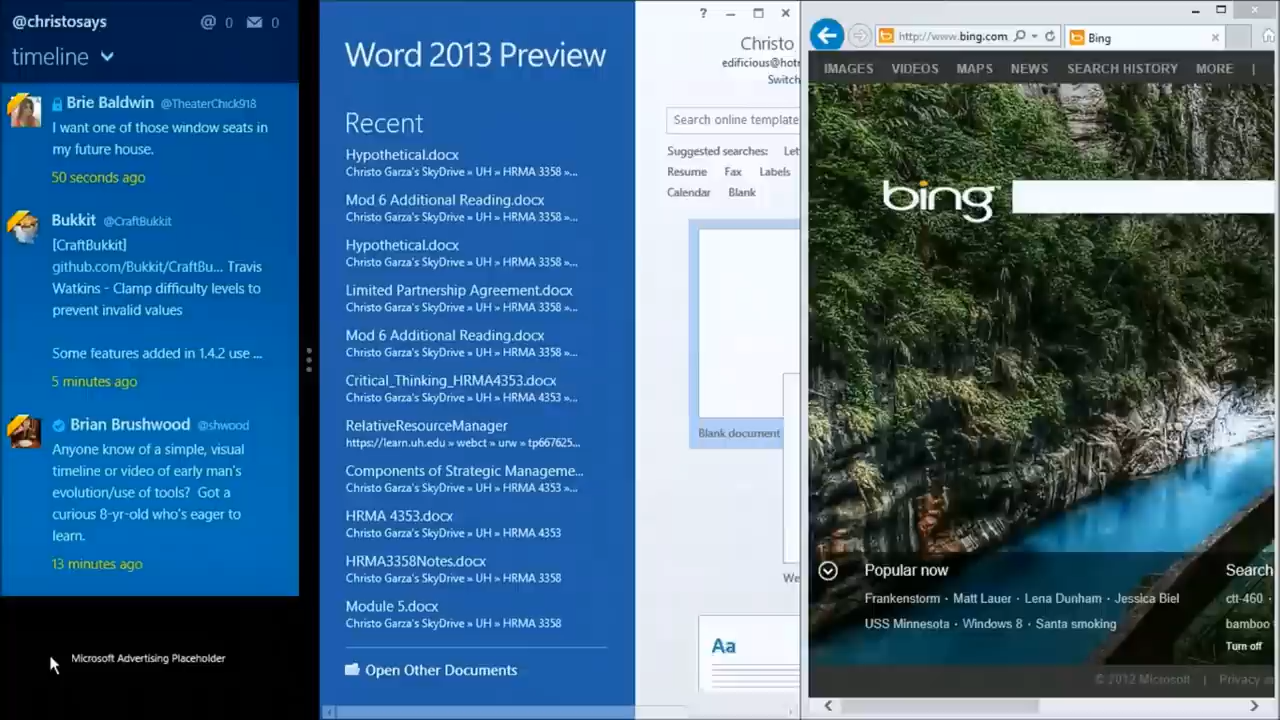 @christosays @ 0 0
timeline
Brie Baldwin @TheaterChick918
I want one of those window seats in
my future house.
50 seconds ago
Bukkit @CraftBukkit
[CraftBukkit]
github.com/Bukkit/CraftBu... Travis
Watkins - Clamp difficulty levels to
prevent invalid values
Some features added in 1.4.2 use ...
5 minutes ago
Brian Brushwood @shwood
Anyone know of a simple, visual
timeline or video of early man's
evolution/use of tools? Got a
curious 8-yr-old who's eager to
learn.
13 minutes ago
Microsoft Advertising Placeholder
Word 2013 Preview
Recent
Hypothetical.docx
Christo Garza's SkyDrive » UH » HRMA 3358 »...
Mod 6 Additional Reading.docx
Christo Garza's SkyDrive » UH » HRMA 3358 »...
Hypothetical.docx
Christo Garza's SkyDrive » UH » HRMA 3358 »...
Limited Partnership Agreement.docx
Christo Garza's SkyDrive » UH » HRMA 3358 »...
Mod 6 Additional Reading.docx
Christo Garza's SkyDrive » UH » HRMA 3358 »...
Critical_Thinking_HRMA4353.docx
Christo Garza's SkyDrive » UH » HRMA 4353 »...
RelativeResourceManager
https://learn.uh.edu » webct » urw » tp667625...
Components of Strategic Manageme...
Christo Garza's SkyDrive » UH » HRMA 4353 »...
HRMA 4353.docx
Christo Garza's SkyDrive » UH » HRMA 4353
HRMA3358Notes.docx
Christo Garza's SkyDrive » UH » HRMA 3358
Module 5.docx
Christo Garza's SkyDrive » UH » HRMA 3358
Open Other Documents
?
Christo
edificious@hotm
Switch
Search online template
Suggested searches: Let
Resume Fax Labels
Calendar Blank
Blank document
We
Aa
http://www.bing.com
Bing
IMAGES VIDEOS MAPS NEWS SEARCH HISTORY MORE |
bing
Popular now
Frankenstorm · Matt Lauer · Lena Dunham · Jessica Biel
USS Minnesota · Windows 8 · Santa smoking
Search
ctt-460 ·
bamboo
Turn off
© 2012 Microsoft | Privacy a